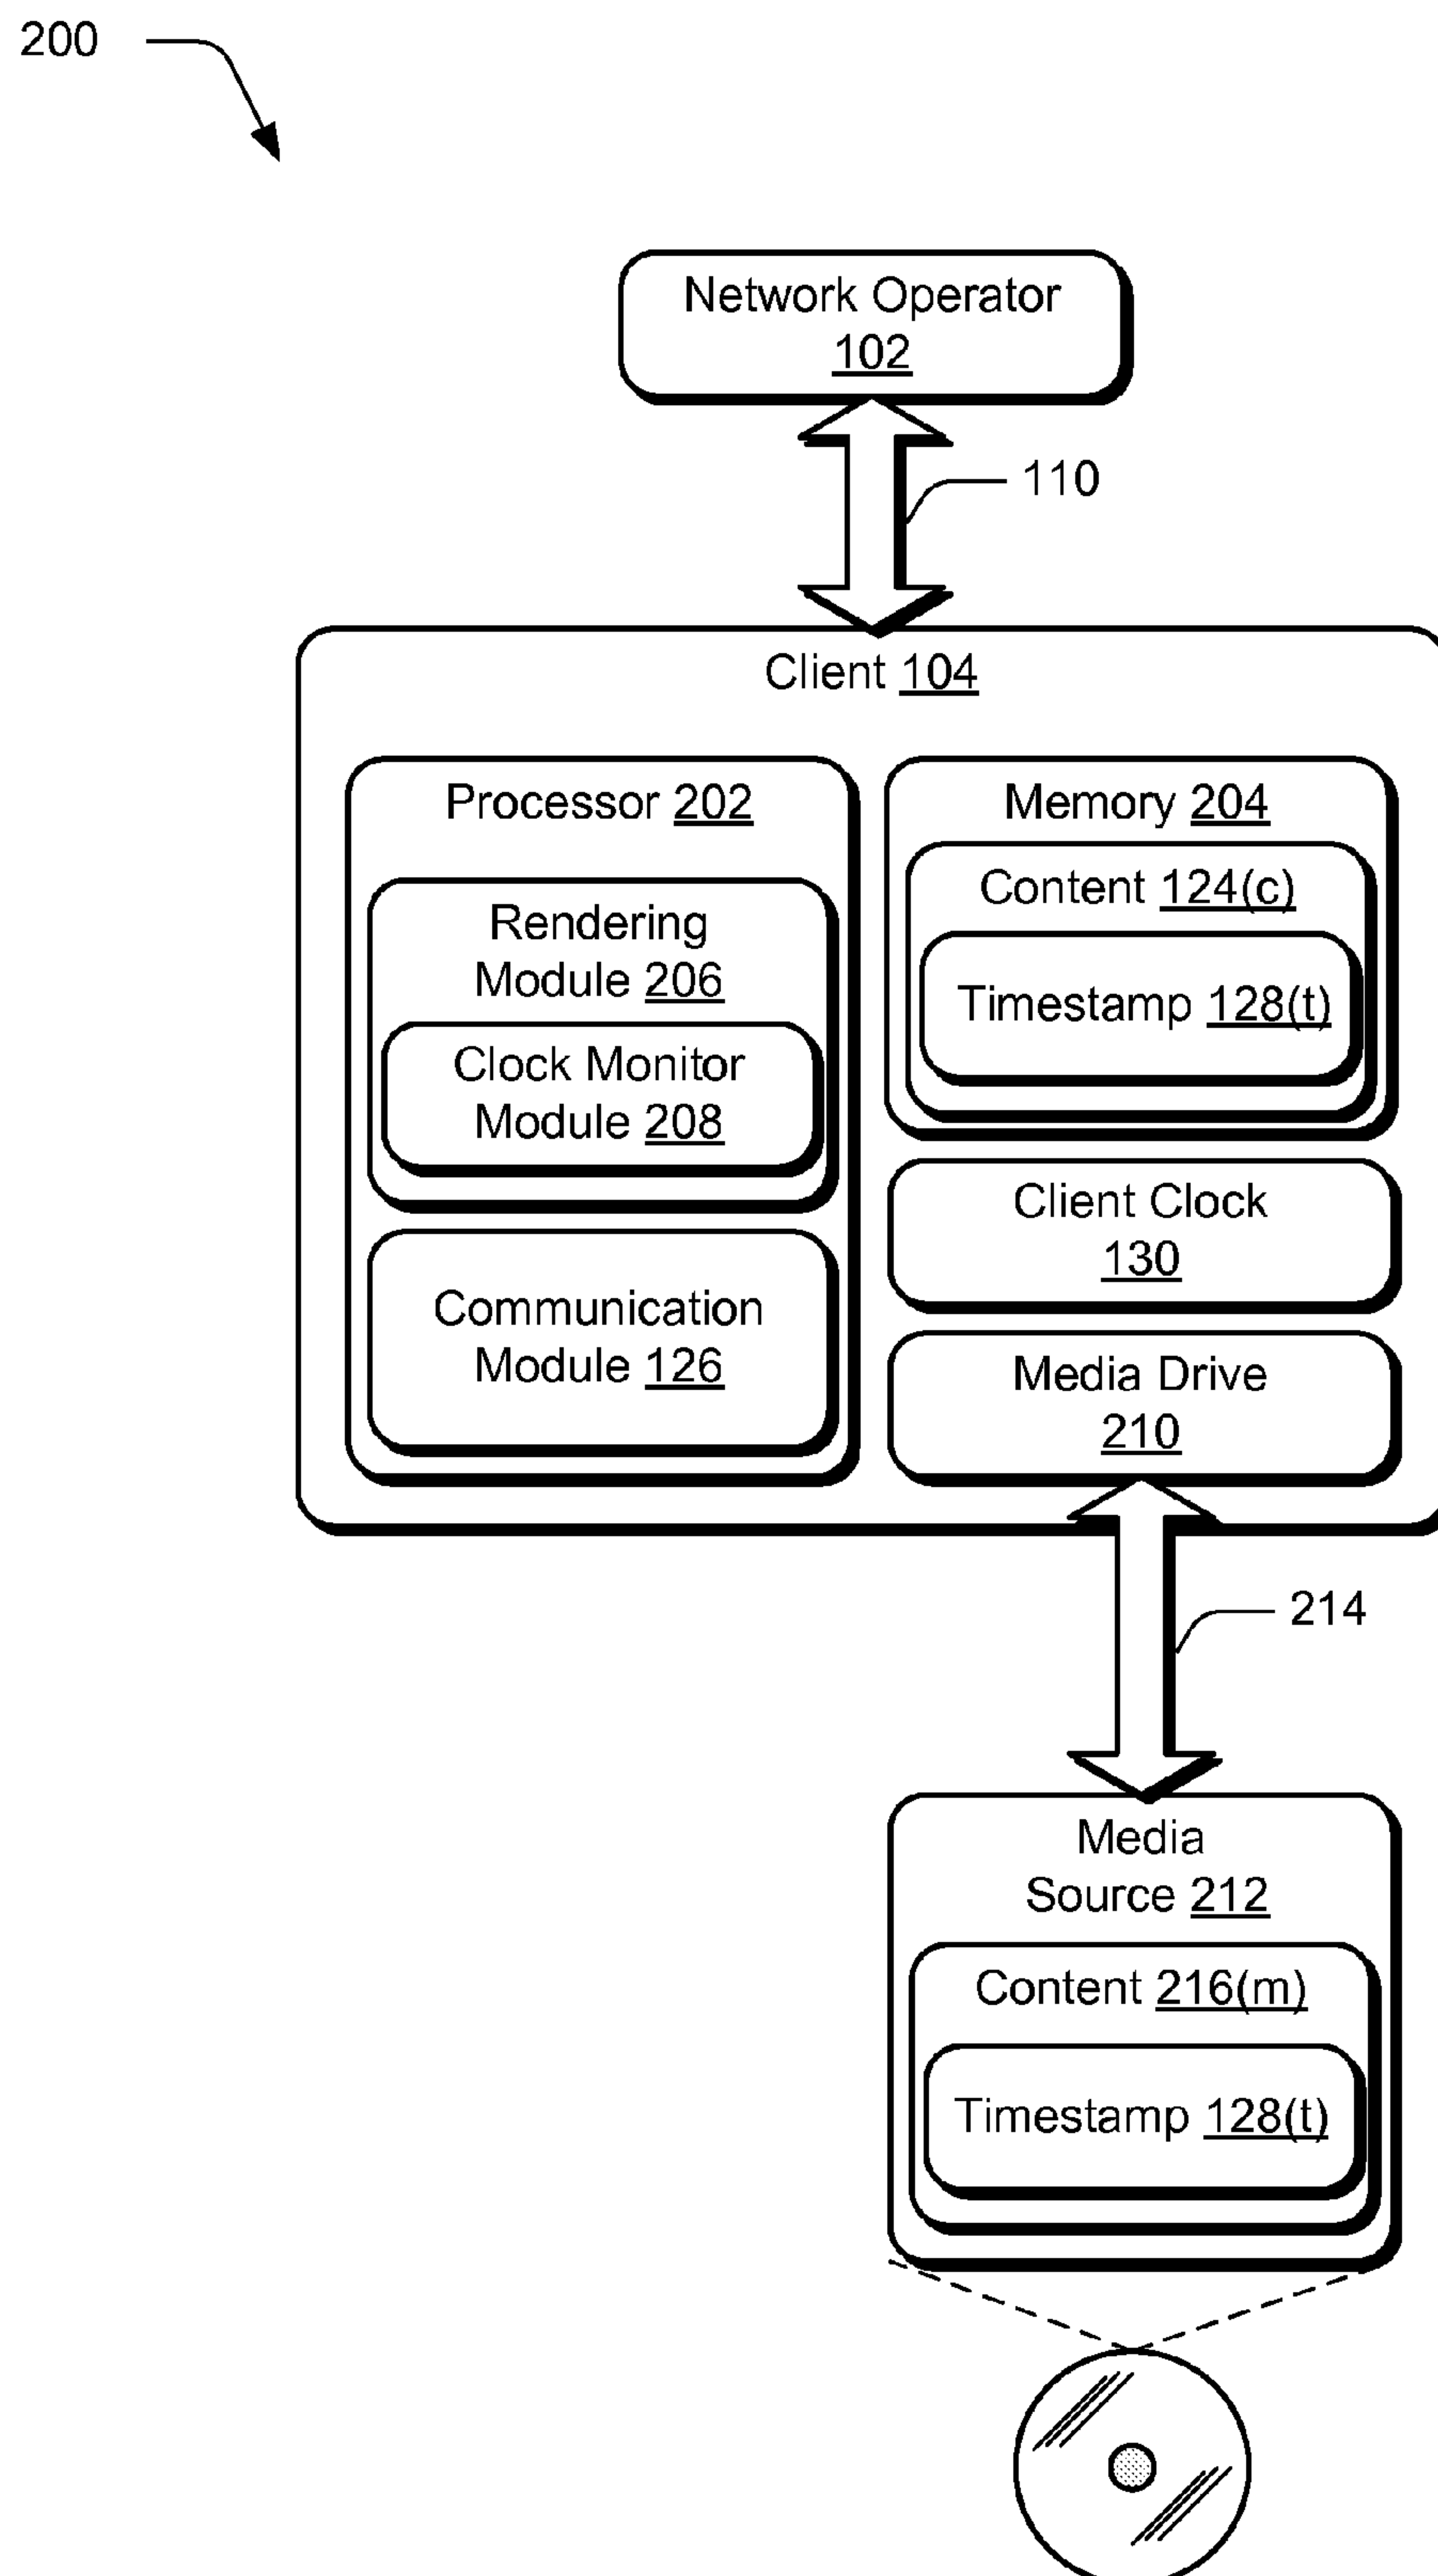 200
Network Operator
102
110
Client 104
Processor 202
Rendering
Module 206
Clock Monitor
Module 208
Communication
Module 126
Memory 204
Content 124(c)
Timestamp 128(t)
Client Clock
130
Media Drive
210
214
Media
Source 212
Content 216(m)
Timestamp 128(t)